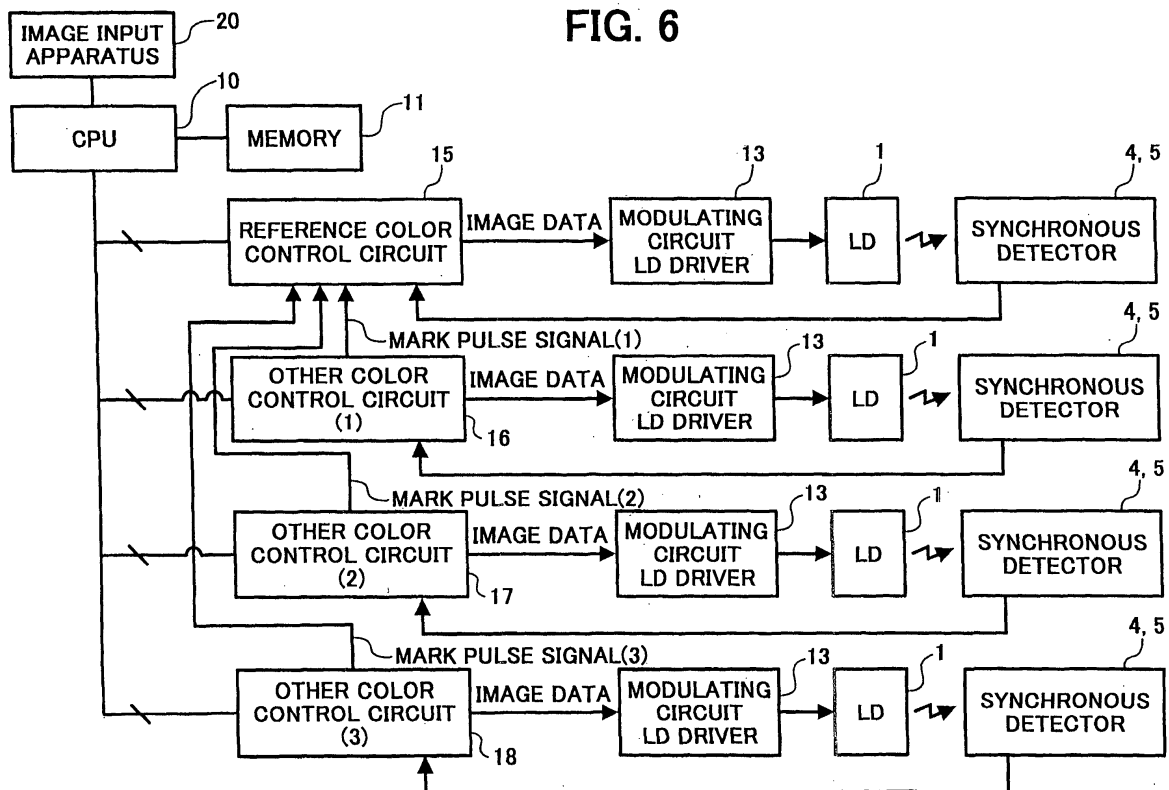 FIG. 6
IMAGE INPUT
APPARATUS
20
10
CPU
MEMORY
11
15
13
1
4, 5
REFERENCE COLOR
CONTROL CIRCUIT
IMAGE DATA
MODULATING
CIRCUIT
LD DRIVER
LD
SYNCHRONOUS
DETECTOR
MARK PULSE SIGNAL(1)
13
1
4, 5
OTHER COLOR
CONTROL CIRCUIT
(1)
16
IMAGE DATA
MODULATING
CIRCUIT
LD DRIVER
LD
SYNCHRONOUS
DETECTOR
MARK PULSE SIGNAL(2)
13
1
4, 5
OTHER COLOR
CONTROL CIRCUIT
(2)
17
IMAGE DATA
MODULATING
CIRCUIT
LD DRIVER
LD
SYNCHRONOUS
DETECTOR
MARK PULSE SIGNAL(3)
13
1
4, 5
OTHER COLOR
CONTROL CIRCUIT
(3)
18
IMAGE DATA
MODULATING
CIRCUIT
LD DRIVER
LD
SYNCHRONOUS
DETECTOR